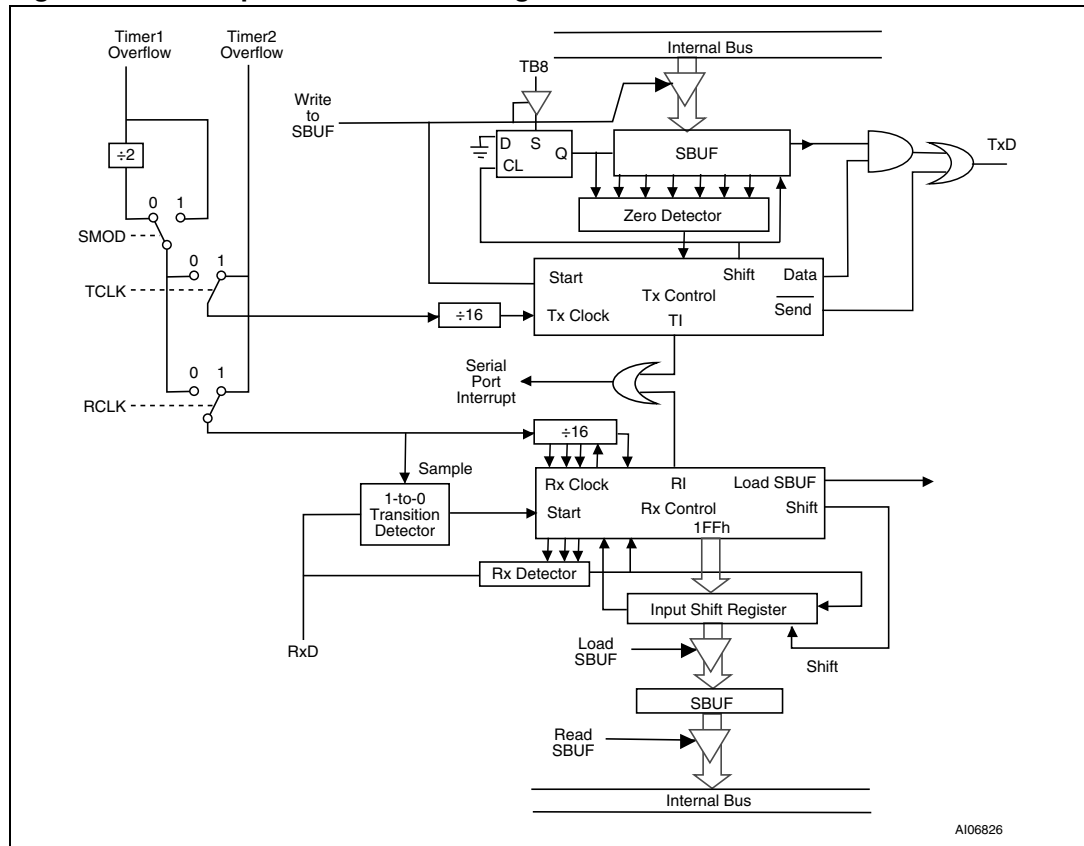 Timer1
Overflow
Timer2
Overflow
Internal Bus
TB8
Write
to
SBUF
D
S
Q
CL
SBUF
TxD
÷2
0 1
SMOD
Zero Detector
0 1
TCLK
Start
Shift
Data
Tx Control
Send
÷16
Tx Clock
TI
Serial
Port
Interrupt
0 1
RCLK
÷16
Sample
1-to-0
Transition
Detector
Rx Clock
RI
Load SBUF
Start
Rx Control
Shift
1FFh
Rx Detector
Input Shift Register
RxD
Load
SBUF
Shift
SBUF
Read
SBUF
Internal Bus
AI06826